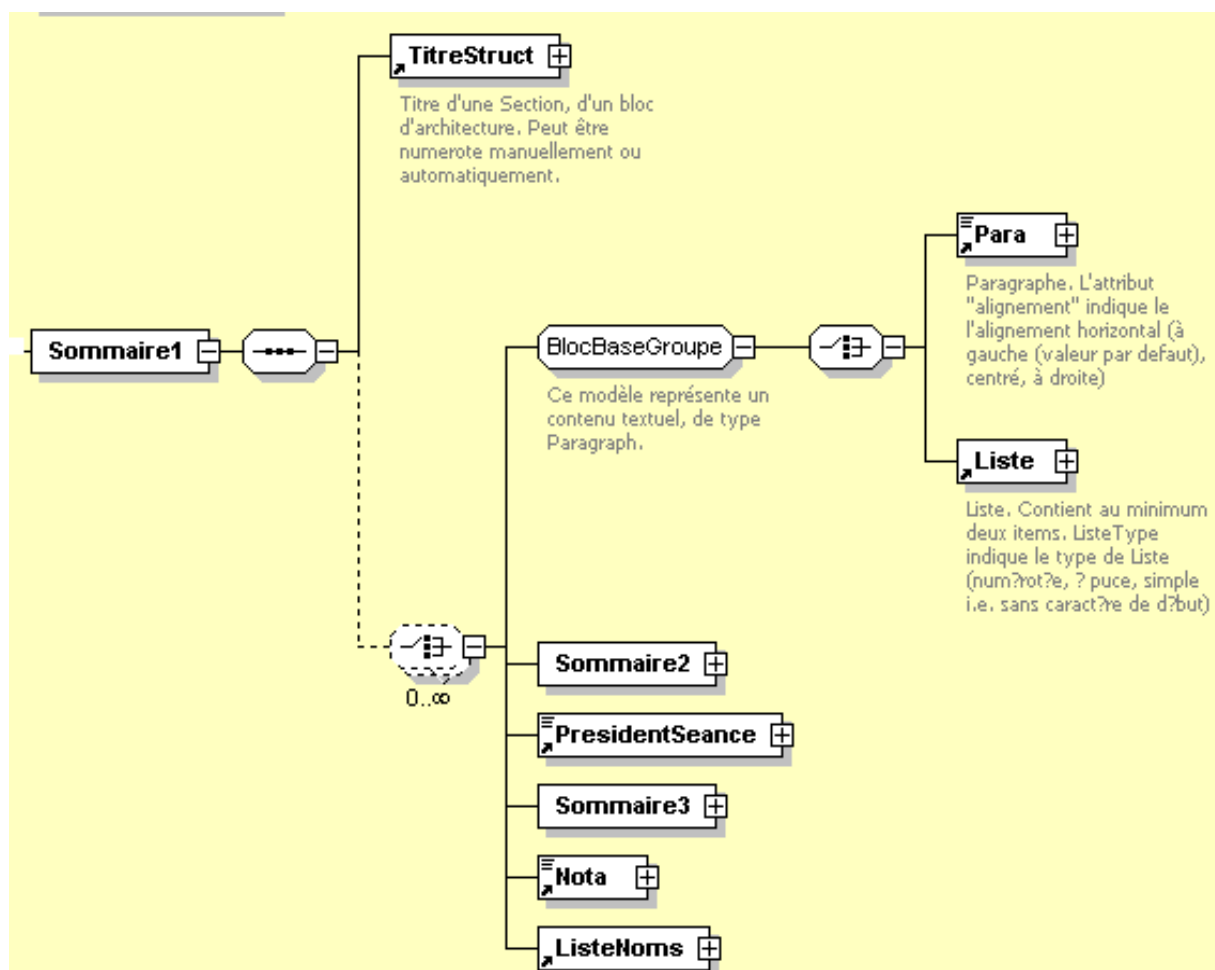 TitreStruct
Titre d'une Section, d'un bloc
d'architecture. Peut être
numerote manuellement ou
automatiquement.
Sommaire1
BlocBaseGroupe
Ce modèle représente un
contenu textuel, de type
Paragraph.
Para
Paragraphe. L'attribut
"alignement" indique le
l'alignement horizontal (à
gauche (valeur par defaut),
centré, à droite)
Liste
Liste. Contient au minimum
deux items. ListeType
indique le type de Liste
(num?rot?e, ? puce, simple
i.e. sans caract?re de d?but)
0..∞
Sommaire2
PresidentSeance
Sommaire3
Nota
ListeNoms